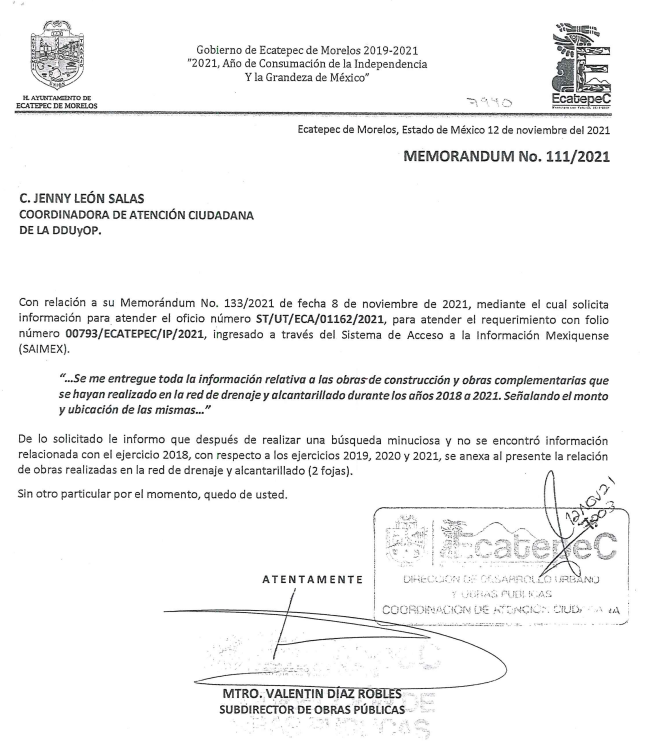 Gobierno de Ecatepec de Morelos 2019-2021
"2021, Año de Consumación de la Independencia
Y la Grandeza de México"
H. AYUNTAMIENTO DE
ECATEPEC DE MORELOS
EcatepeC
7940
Ecatepec de Morelos, Estado de México 12 de noviembre del 2021
MEMORANDUM No. 111/2021
C. JENNY LEÓN SALAS
COORDINADORA DE ATENCIÓN CIUDADANA
DE LA DDUyOP.
Con relación a su Memorándum No. 133/2021 de fecha 8 de noviembre de 2021, mediante el cual solicita
información para atender el oficio número ST/UT/ECA/01162/2021, para atender el requerimiento con folio
número 00793/ECATEPEC/IP/2021, ingresado a través del Sistema de Acceso a la Información Mexiquense
(SAIMEX).
"...Se me entregue toda la información relativa a las obras de construcción y obras complementarias que
se hayan realizado en la red de drenaje y alcantarillado durante los años 2018 a 2021. Señalando el monto
y ubicación de las mismas..."
De lo solicitado le informo que después de realizar una búsqueda minuciosa y no se encontró información
relacionada con el ejercicio 2018, con respecto a los ejercicios 2019, 2020 y 2021, se anexa al presente la relación
de obras realizadas en la red de drenaje y alcantarillado (2 fojas).
Sin otro particular por el momento, quedo de usted.
12 NOV 21
EcatepeC
DIRECCIÓN DE DESARROLLO URBANO
Y OBRAS PÚBLICAS
COORDINACIÓN DE ATENCIÓN
ATENTAMENTE
MTRO. VALENTIN DÍAZ ROBLES
SUBDIRECTOR DE OBRAS PÚBLICAS